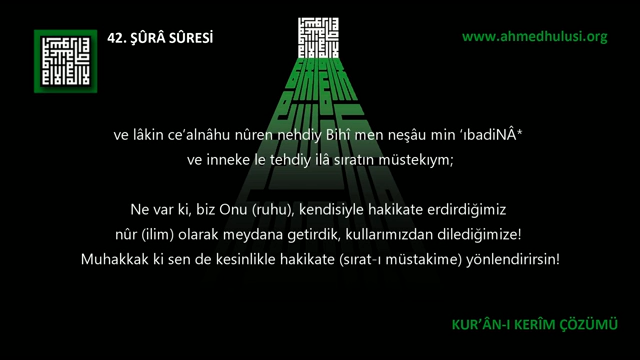 42. ŞÛRÂ SÛRESİ
www.ahmedhulusi.org
ve lâkin ce’alnâhu nûren nehdiy Bihî men neşâu min ‘ıbadiNÂ*
ve inneke le tehdiy ilâ sıratın müstekıym;
Ne var ki, biz Onu (ruhu), kendisiyle hakikate erdirdiğimiz
nûr (ilim) olarak meydana getirdik, kullarımızdan dilediğimize!
Muhakkak ki sen de kesinlikle hakikate (sırat-ı müstakime) yönlendirirsin!
KUR’ÂN-I KERÎM ÇÖZÜMÜ